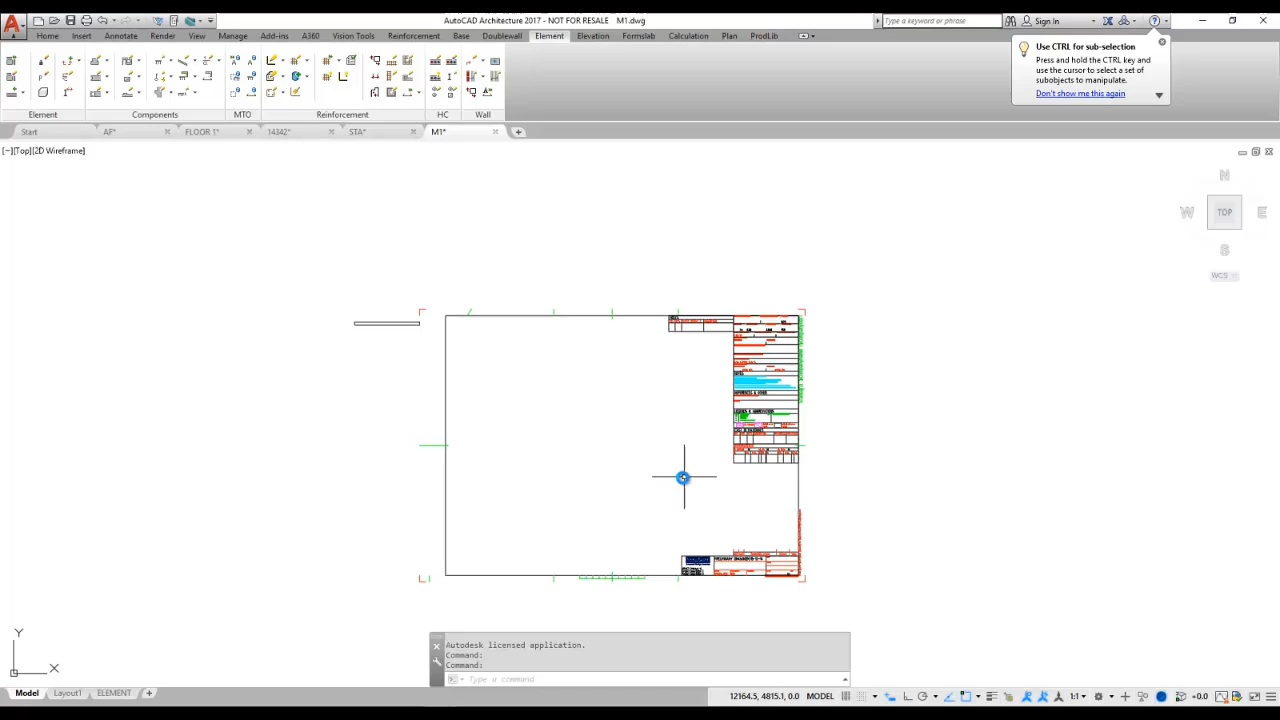 AutoCAD Architecture 2017 - NOT FOR RESALE M1.dwg
Type a keyword or phrase
Sign In
Home Insert Annotate Render View Manage Add-ins A360 Vision Tools Reinforcement Base Doublewall Element Elevation Formslab Calculation Plan ProdLib
Use CTRL for sub-selection
Press and hold the CTRL key and
use the cursor to select a set of
subobjects to manipulate.
Don't show me this again
Element Components MTO Reinforcement HC Wall
Start AF* FLOOR 1* 14342* STA* M1*
[−][Top][2D Wireframe]
N
W TOP E
S
WCS
Autodesk licensed application.
Command:
Command:
Type a command
Y
X
Model Layout1 ELEMENT
12164.5, 4815.1, 0.0 MODEL 1:1 +0.0